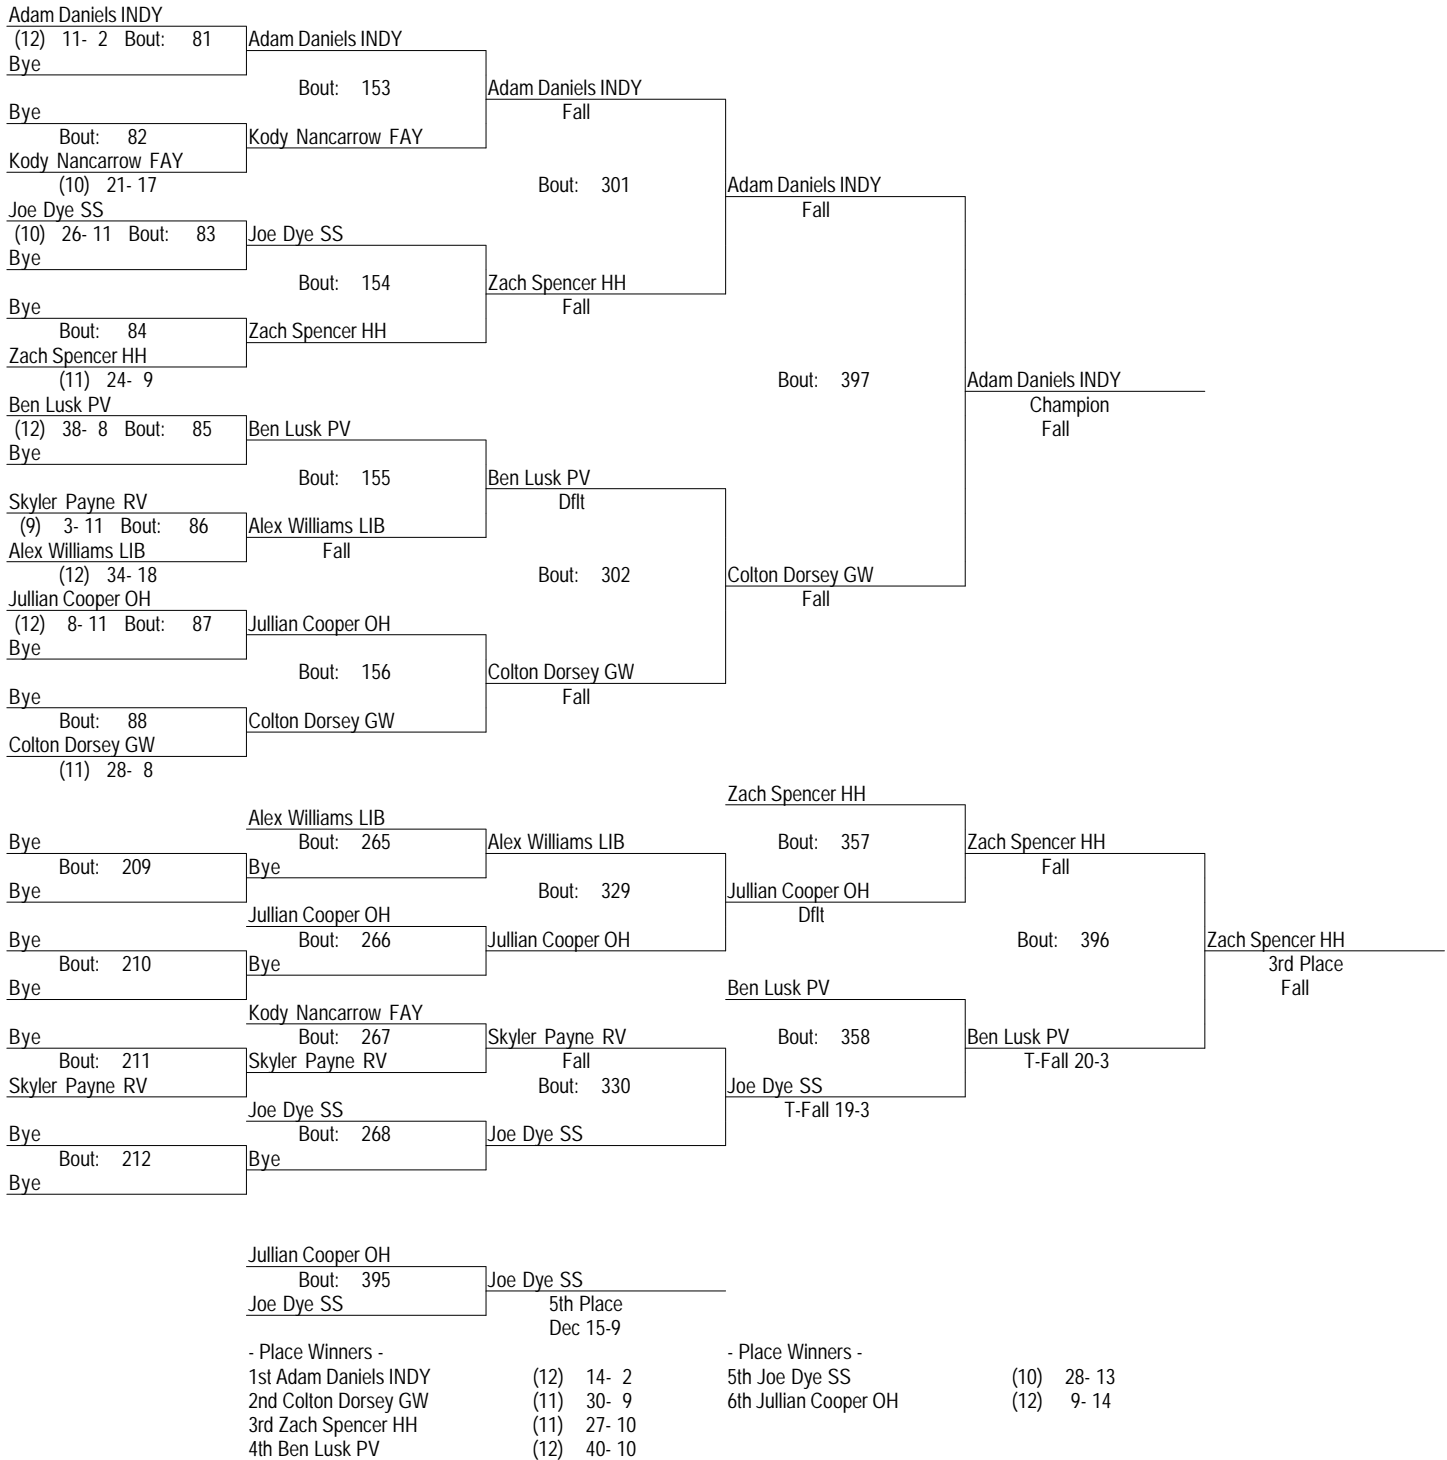 Adam Daniels INDY
(12) 11- 2 Bout: 81 Adam Daniels INDY
Bye
Bout: 153 Adam Daniels INDY
Bye Fall
Bout: 82 Kody Nancarrow FAY
Kody Nancarrow FAY
(10) 21- 17 Bout: 301 Adam Daniels INDY
Joe Dye SS Fall
(10) 26- 11 Bout: 83 Joe Dye SS
Bye
Bout: 154 Zach Spencer HH
Bye Fall
Bout: 84 Zach Spencer HH
Zach Spencer HH
(11) 24- 9 Bout: 397 Adam Daniels INDY
Ben Lusk PV Champion
(12) 38- 8 Bout: 85 Ben Lusk PV Fall
Bye
Bout: 155 Ben Lusk PV
Skyler Payne RV Dflt
(9) 3- 11 Bout: 86 Alex Williams LIB
Alex Williams LIB Fall
(12) 34- 18 Bout: 302 Colton Dorsey GW
Jullian Cooper OH Fall
(12) 8- 11 Bout: 87 Jullian Cooper OH
Bye
Bout: 156 Colton Dorsey GW
Bye Fall
Bout: 88 Colton Dorsey GW
Colton Dorsey GW
(11) 28- 8
Zach Spencer HH
Alex Williams LIB
Bye Bout: 265 Alex Williams LIB Bout: 357 Zach Spencer HH
Bout: 209 Bye Fall
Bye Bout: 329 Jullian Cooper OH
Jullian Cooper OH Dflt
Bye Bout: 266 Jullian Cooper OH Bout: 396 Zach Spencer HH
Bout: 210 Bye 3rd Place
Bye Ben Lusk PV Fall
Kody Nancarrow FAY
Bye Bout: 267 Skyler Payne RV Bout: 358 Ben Lusk PV
Bout: 211 Skyler Payne RV Fall T-Fall 20-3
Skyler Payne RV Bout: 330 Joe Dye SS
Joe Dye SS T-Fall 19-3
Bye Bout: 268 Joe Dye SS
Bout: 212 Bye
Bye
Jullian Cooper OH
Bout: 395 Joe Dye SS
Joe Dye SS 5th Place
Dec 15-9
- Place Winners - - Place Winners -
1st Adam Daniels INDY (12) 14- 2 5th Joe Dye SS (10) 28- 13
2nd Colton Dorsey GW (11) 30- 9 6th Jullian Cooper OH (12) 9- 14
3rd Zach Spencer HH (11) 27- 10
4th Ben Lusk PV (12) 40- 10